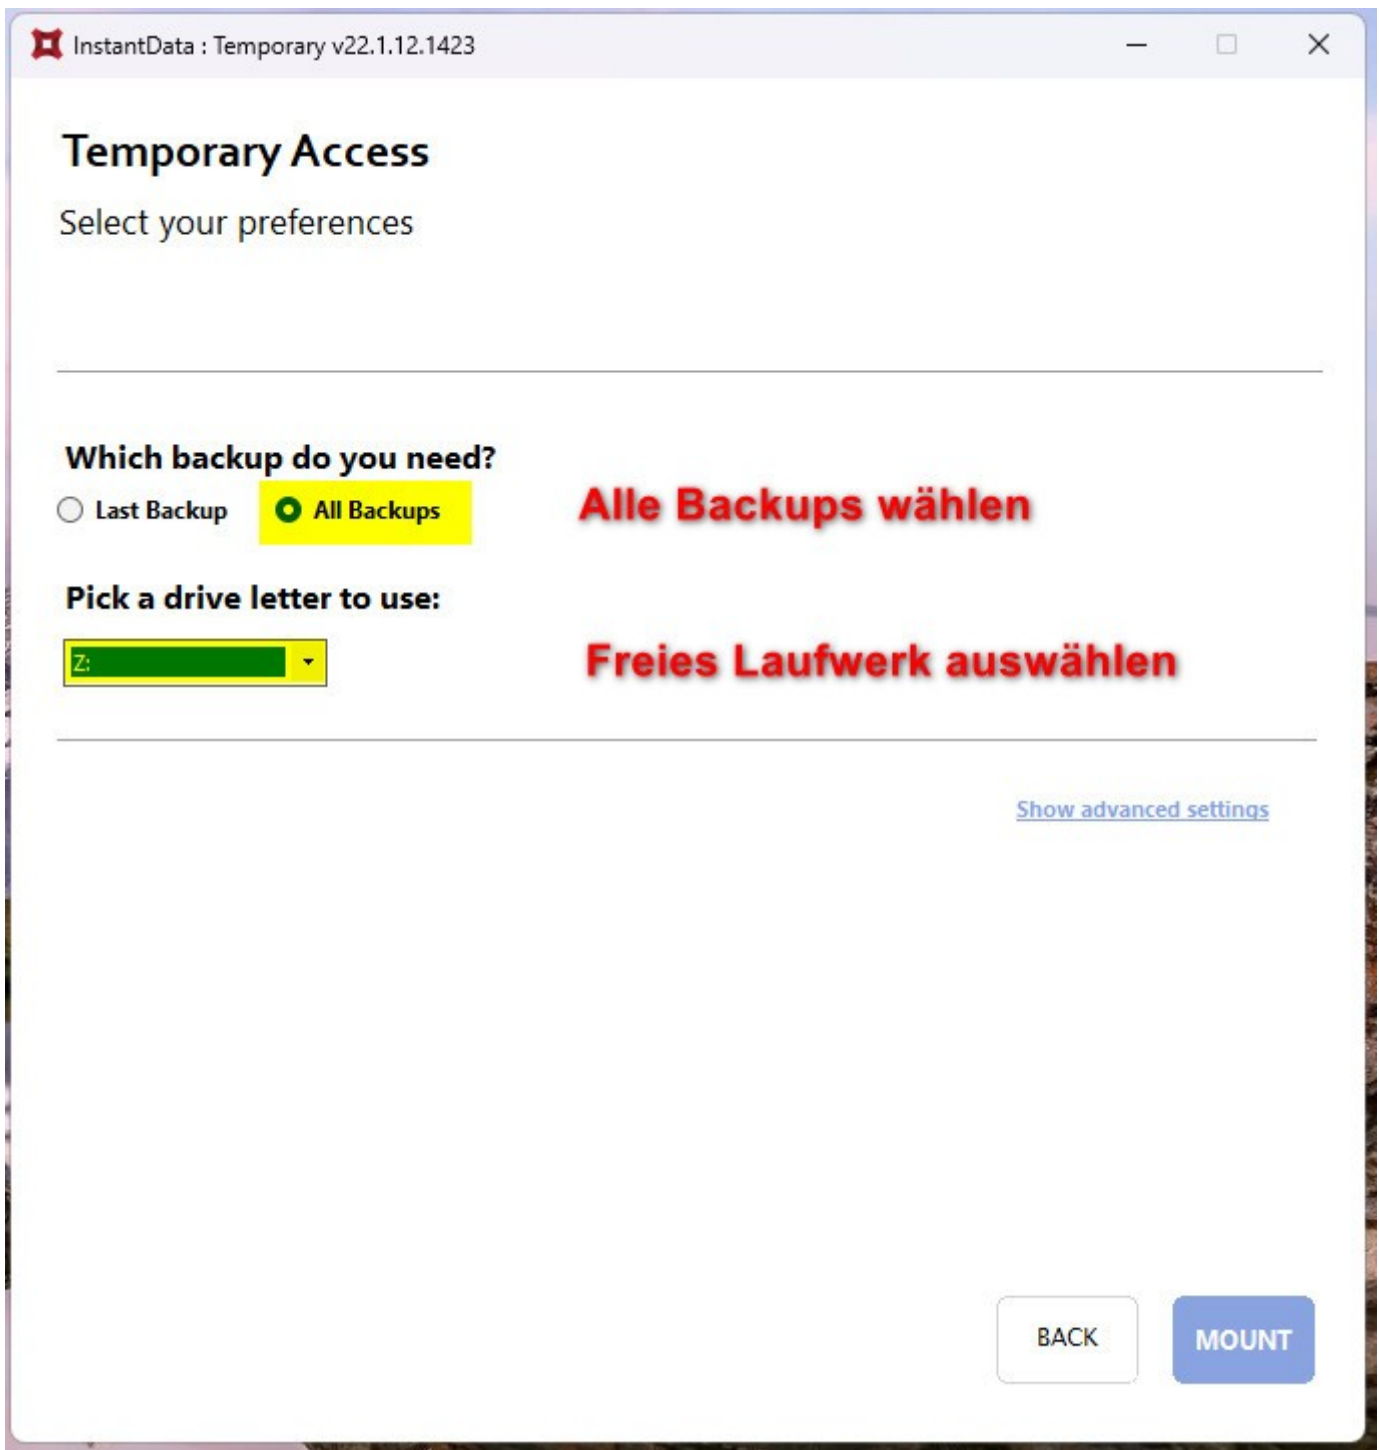 InstantData : Temporary v22.1.12.1423
Temporary Access
Select your preferences
Which backup do you need?
Last Backup All Backups Alle Backups wählen
Pick a drive letter to use:
Z: Freies Laufwerk auswählen
Show advanced settings
BACK MOUNT